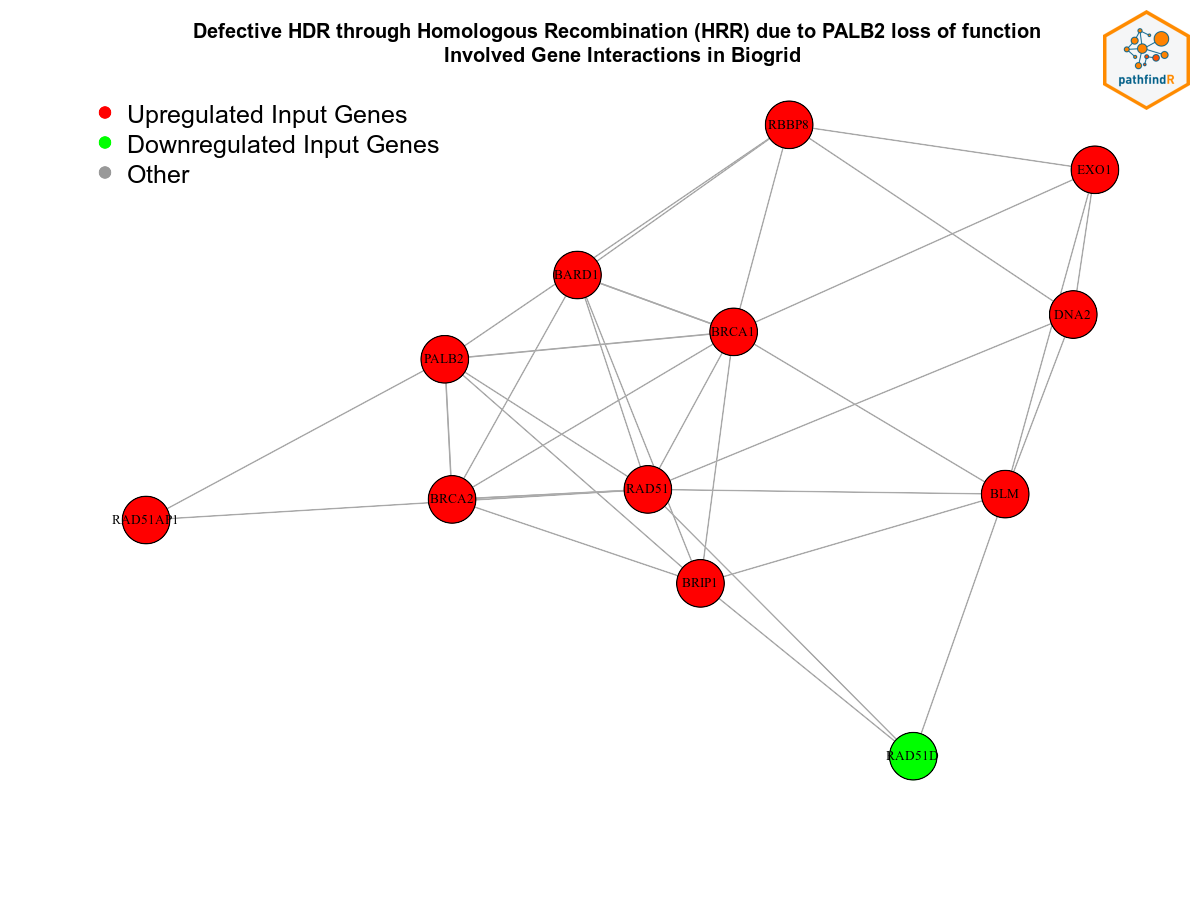 Defective HDR through Homologous Recombination (HRR) due to PALB2 loss of function
Involved Gene Interactions in Biogrid
pathfindR
Upregulated Input Genes
Downregulated Input Genes
Other
RBBP8
EXO1
BARD1
DNA2
BRCA1
PALB2
RAD51
BLM
BRCA2
RAD51AP1
BRIP1
RAD51D